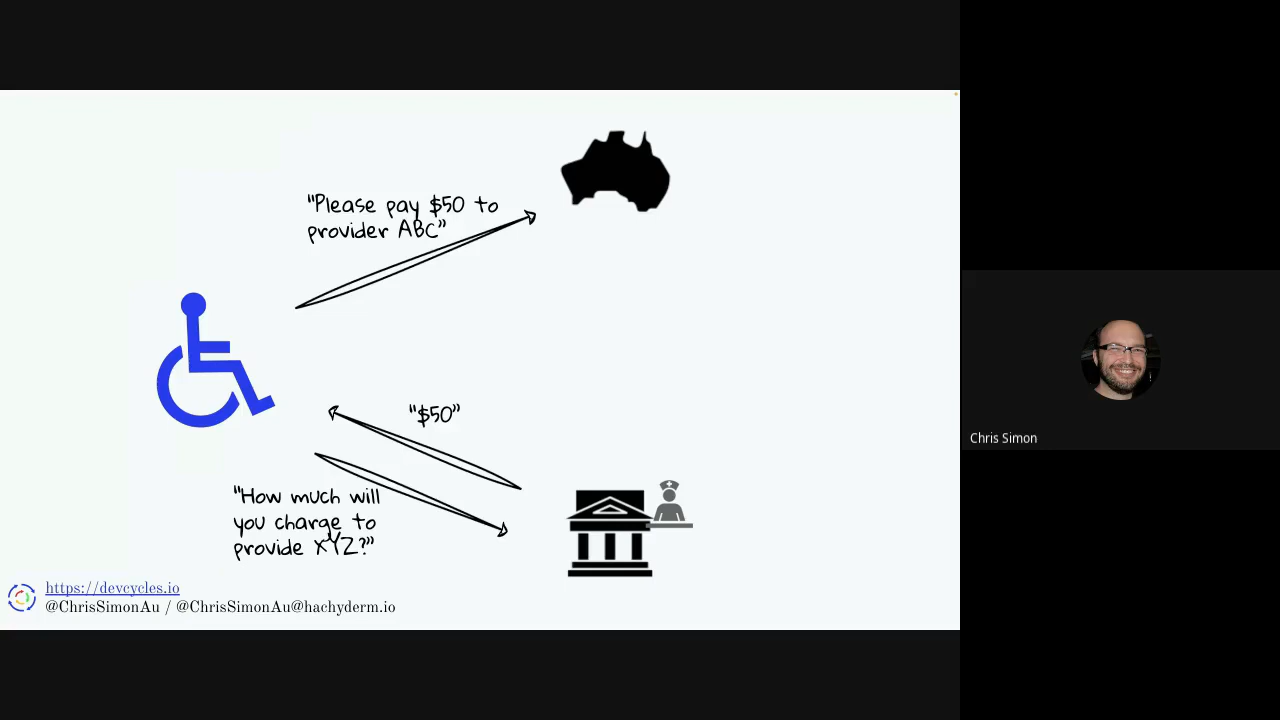 "Please pay $50 to
provider ABC"
"$50"
"How much will
you charge to
provide XYZ?"
Chris Simon
https://devcycles.io
@ChrisSimonAu / @ChrisSimonAu@hachyderm.io